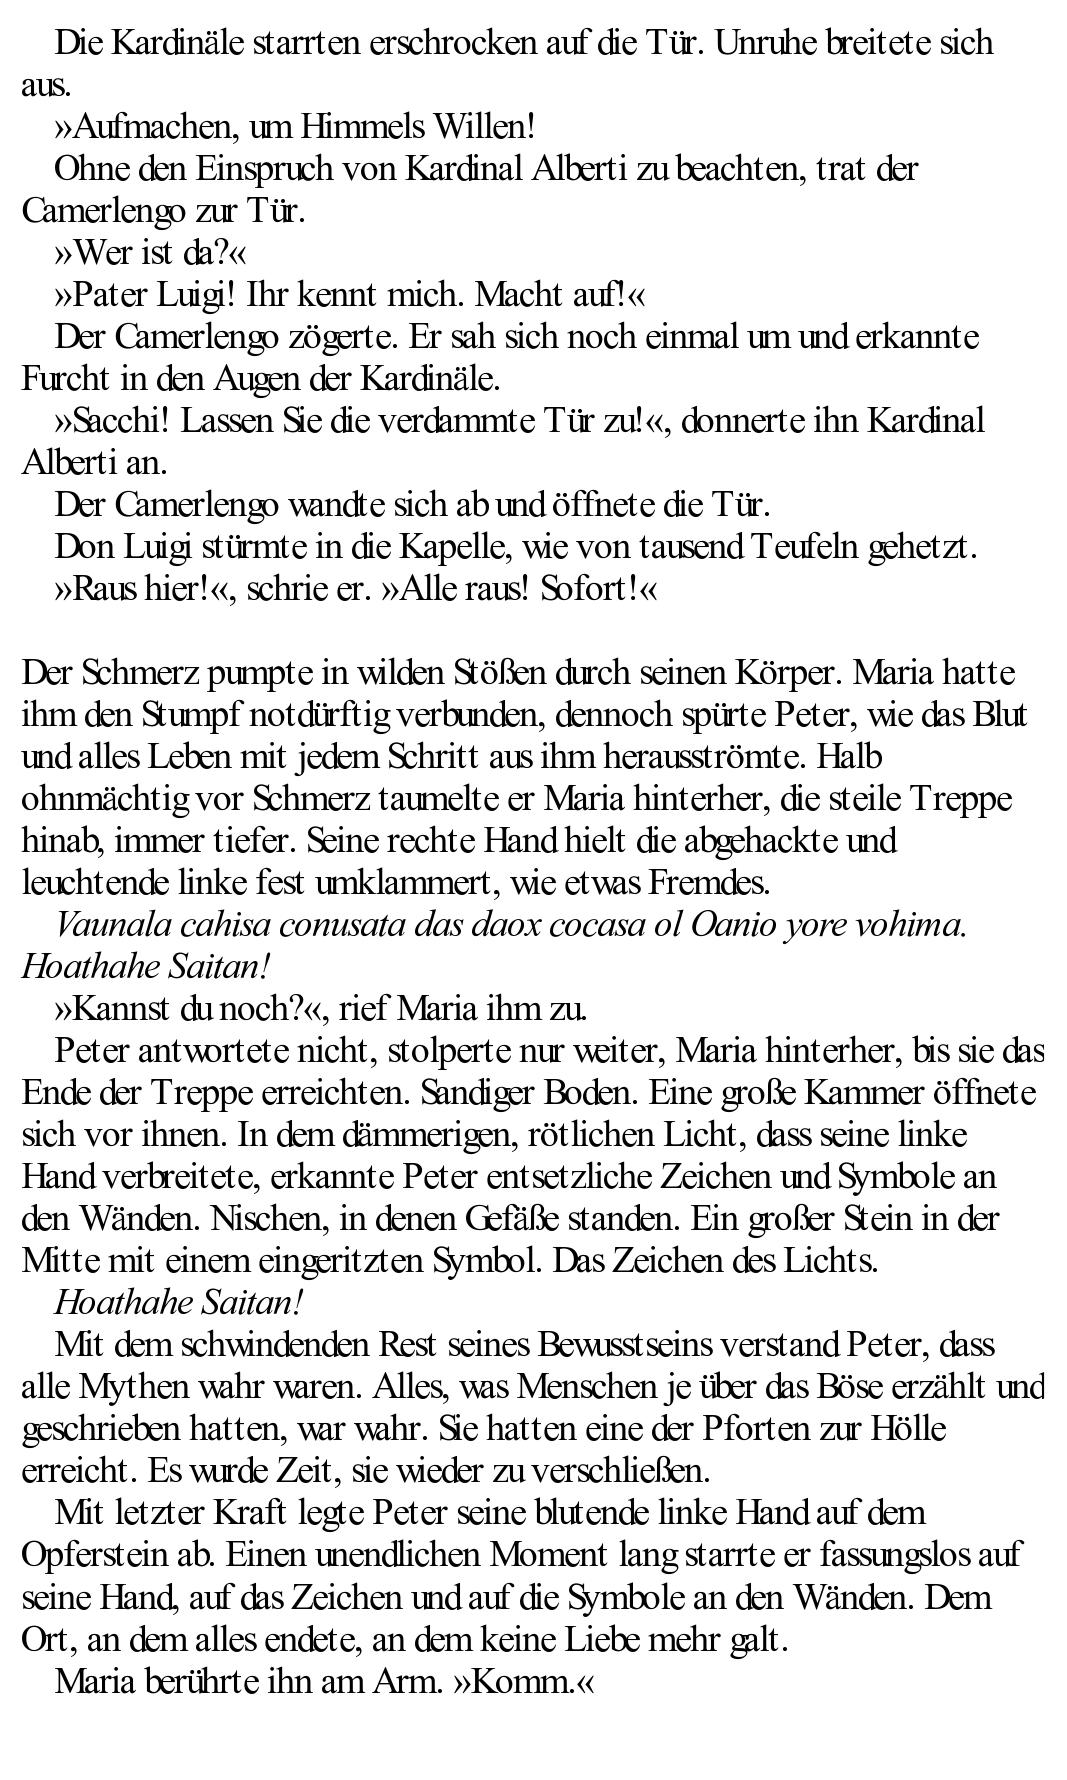 Die Kardinäle starrten erschrocken auf die Tür. Unruhe breitete sich
aus.
»Aufmachen, um Himmels Willen!
Ohne den Einspruch von Kardinal Alberti zu beachten, trat der
Camerlengo zur Tür.
»Wer ist da?«
»Pater Luigi! Ihr kennt mich. Macht auf!«
Der Camerlengo zögerte. Er sah sich noch einmal um und erkannte
Furcht in den Augen der Kardinäle.
»Sacchi! Lassen Sie die verdammte Tür zu!«, donnerte ihn Kardinal
Alberti an.
Der Camerlengo wandte sich ab und öffnete die Tür.
Don Luigi stürmte in die Kapelle, wie von tausend Teufeln gehetzt.
»Raus hier!«, schrie er. »Alle raus! Sofort!«

Der Schmerz pumpte in wilden Stößen durch seinen Körper. Maria hatte
ihm den Stumpf notdürftig verbunden, dennoch spürte Peter, wie das Blut
und alles Leben mit jedem Schritt aus ihm herausströmte. Halb
ohnmächtig vor Schmerz taumelte er Maria hinterher, die steile Treppe
hinab, immer tiefer. Seine rechte Hand hielt die abgehackte und
leuchtende linke fest umklammert, wie etwas Fremdes.
Vaunala cahisa conusata das daox cocasa ol Oanio yore vohima.
Hoathahe Saitan!
»Kannst du noch?«, rief Maria ihm zu.
Peter antwortete nicht, stolperte nur weiter, Maria hinterher, bis sie das
Ende der Treppe erreichten. Sandiger Boden. Eine große Kammer öffnete
sich vor ihnen. In dem dämmerigen, rötlichen Licht, dass seine linke
Hand verbreitete, erkannte Peter entsetzliche Zeichen und Symbole an
den Wänden. Nischen, in denen Gefäße standen. Ein großer Stein in der
Mitte mit einem eingeritzten Symbol. Das Zeichen des Lichts.
Hoathahe Saitan!
Mit dem schwindenden Rest seines Bewusstseins verstand Peter, dass
alle Mythen wahr waren. Alles, was Menschen je über das Böse erzählt und
geschrieben hatten, war wahr. Sie hatten eine der Pforten zur Hölle
erreicht. Es wurde Zeit, sie wieder zu verschließen.
Mit letzter Kraft legte Peter seine blutende linke Hand auf dem
Opferstein ab. Einen unendlichen Moment lang starrte er fassungslos auf
seine Hand, auf das Zeichen und auf die Symbole an den Wänden. Dem
Ort, an dem alles endete, an dem keine Liebe mehr galt.
Maria berührte ihn am Arm. »Komm.«